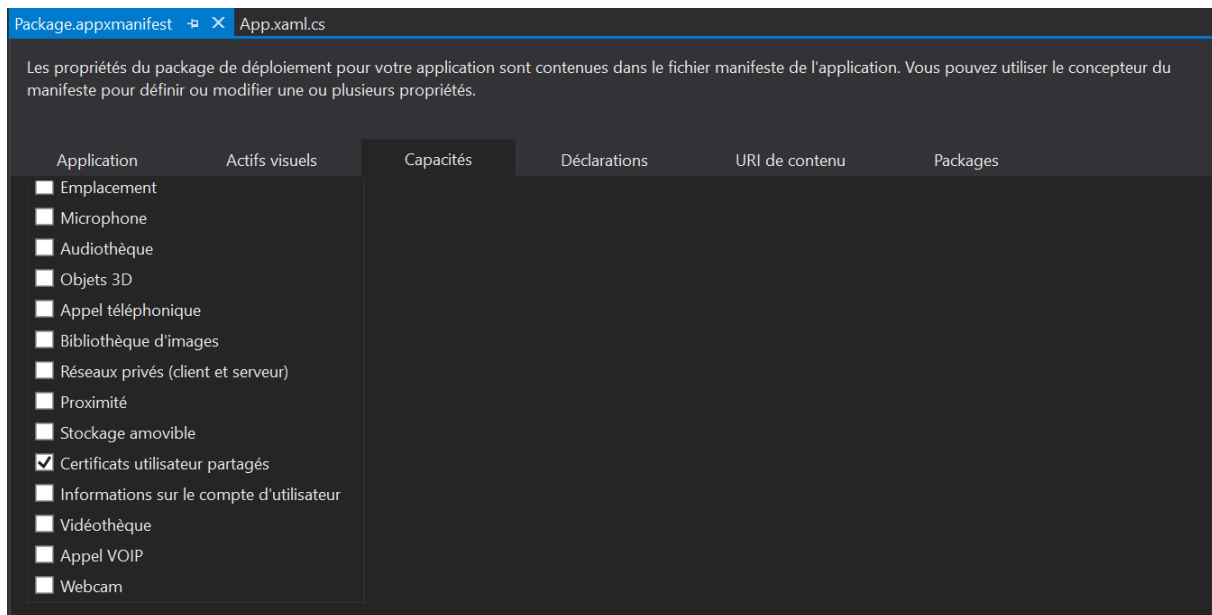 Package.appxmanifest App.xaml.cs
Les propriétés du package de déploiement pour votre application sont contenues dans le fichier manifeste de l'application. Vous pouvez utiliser le concepteur du
manifeste pour définir ou modifier une ou plusieurs propriétés.
Application Actifs visuels Capacités Déclarations URI de contenu Packages
Emplacement
Microphone
Audiothèque
Objets 3D
Appel téléphonique
Bibliothèque d'images
Réseaux privés (client et serveur)
Proximité
Stockage amovible
Certificats utilisateur partagés
Informations sur le compte d'utilisateur
Vidéothèque
Appel VOIP
Webcam